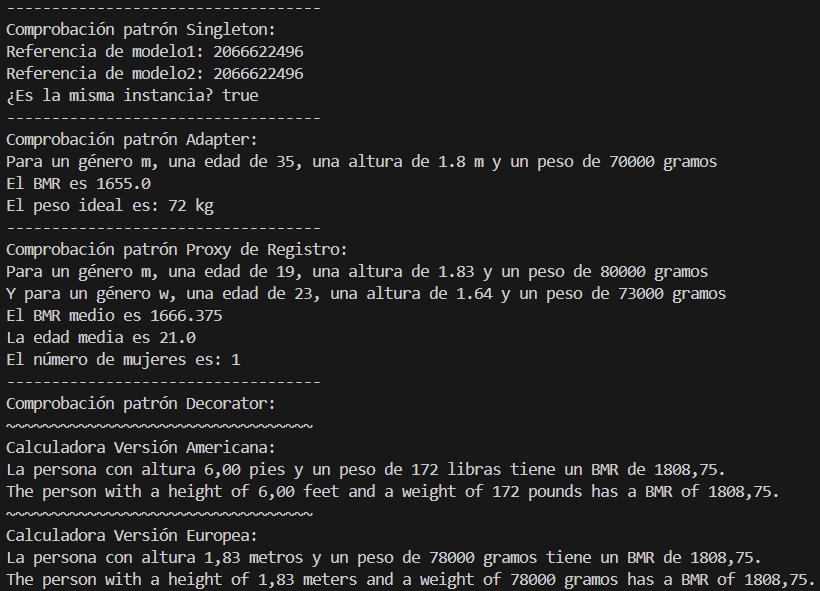 -----------------------------------
Comprobación patrón Singleton:
Referencia de modelo1: 2066622496
Referencia de modelo2: 2066622496
¿Es la misma instancia? true
-----------------------------------
Comprobación patrón Adapter:
Para un género m, una edad de 35, una altura de 1.8 m y un peso de 70000 gramos
El BMR es 1655.0
El peso ideal es: 72 kg
-----------------------------------
Comprobación patrón Proxy de Registro:
Para un género m, una edad de 19, una altura de 1.83 y un peso de 80000 gramos
Y para un género w, una edad de 23, una altura de 1.64 y un peso de 73000 gramos
El BMR medio es 1666.375
La edad media es 21.0
El número de mujeres es: 1
-----------------------------------
Comprobación patrón Decorator:
~~~~~~~~~~~~~~~~~~~~~~~~~~~~~~~~~~
Calculadora Versión Americana:
La persona con altura 6,00 pies y un peso de 172 libras tiene un BMR de 1808,75.
The person with a height of 6,00 feet and a weight of 172 pounds has a BMR of 1808,75.
~~~~~~~~~~~~~~~~~~~~~~~~~~~~~~~~~~
Calculadora Versión Europea:
La persona con altura 1,83 metros y un peso de 78000 gramos tiene un BMR de 1808,75.
The person with a height of 1,83 meters and a weight of 78000 gramos has a BMR of 1808,75.